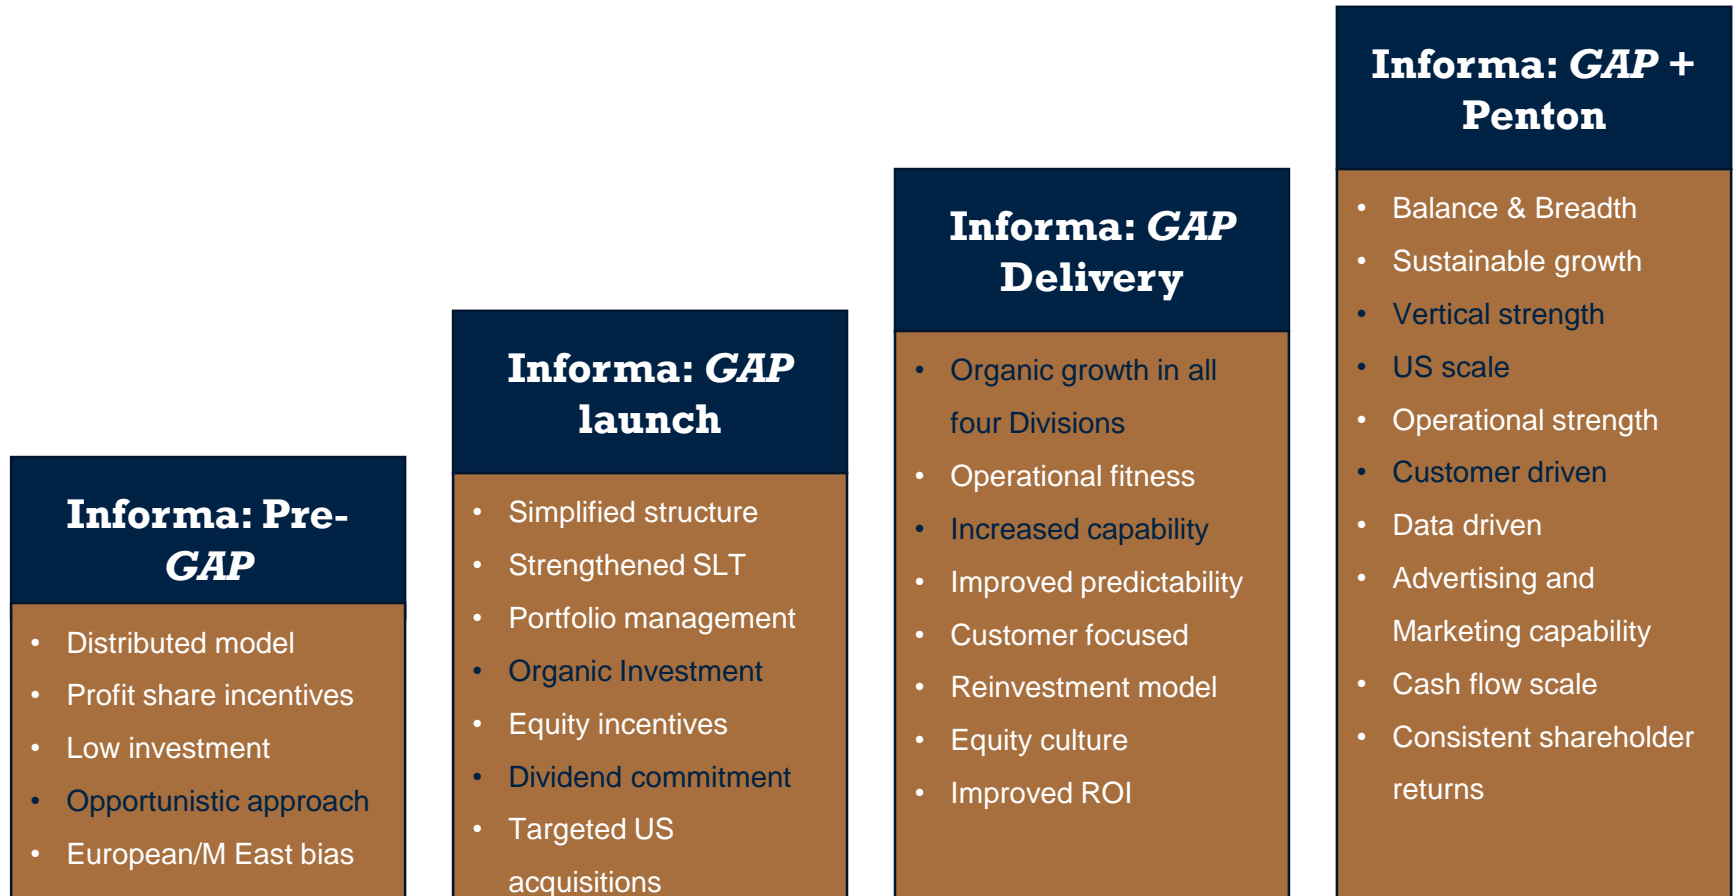 Informa: Pre-
GAP
• Distributed model
• Profit share incentives
• Low investment
• Opportunistic approach
• European/M East bias
Informa: GAP
launch
• Simplified structure
• Strengthened SLT
• Portfolio management
• Organic Investment
• Equity incentives
• Dividend commitment
• Targeted US
acquisitions
Informa: GAP
Delivery
• Organic growth in all
four Divisions
• Operational fitness
• Increased capability
• Improved predictability
• Customer focused
• Reinvestment model
• Equity culture
• Improved ROI
Informa: GAP +
Penton
• Balance & Breadth
• Sustainable growth
• Vertical strength
• US scale
• Operational strength
• Customer driven
• Data driven
• Advertising and
Marketing capability
• Cash flow scale
• Consistent shareholder
returns